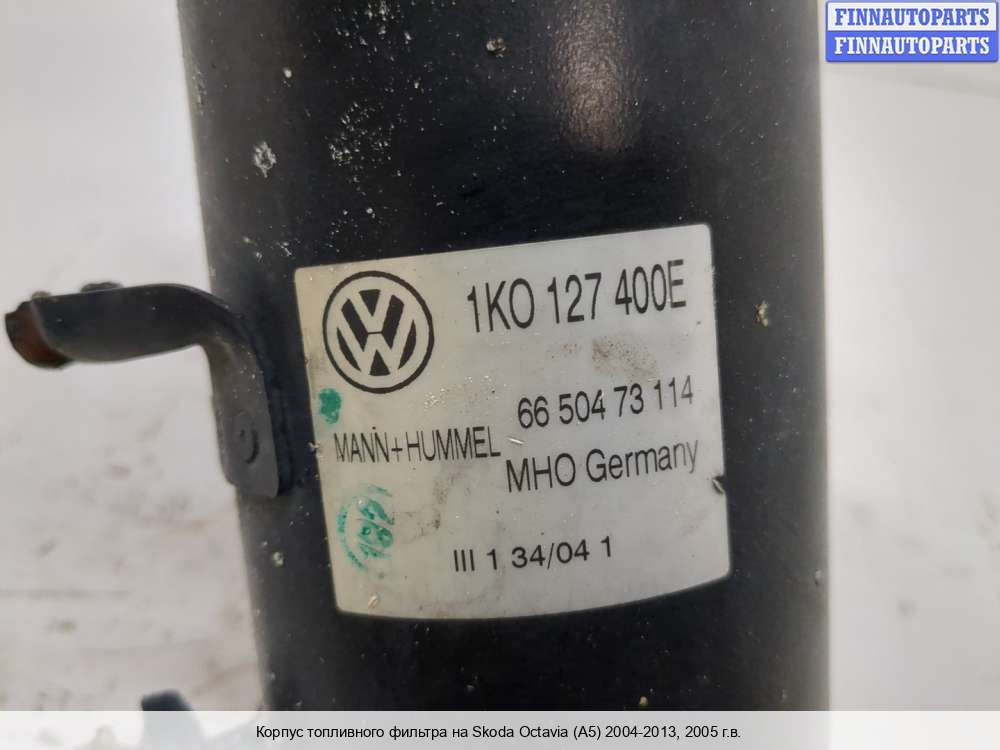 FINNAUTOPARTS
FINNAUTOPARTS
1KO 127 400E
66 504 73 114
MANN+HUMMEL
MHO Germany
III 1 34/04 1
Корпус топливного фильтра на Skoda Octavia (A5) 2004-2013, 2005 г.в.